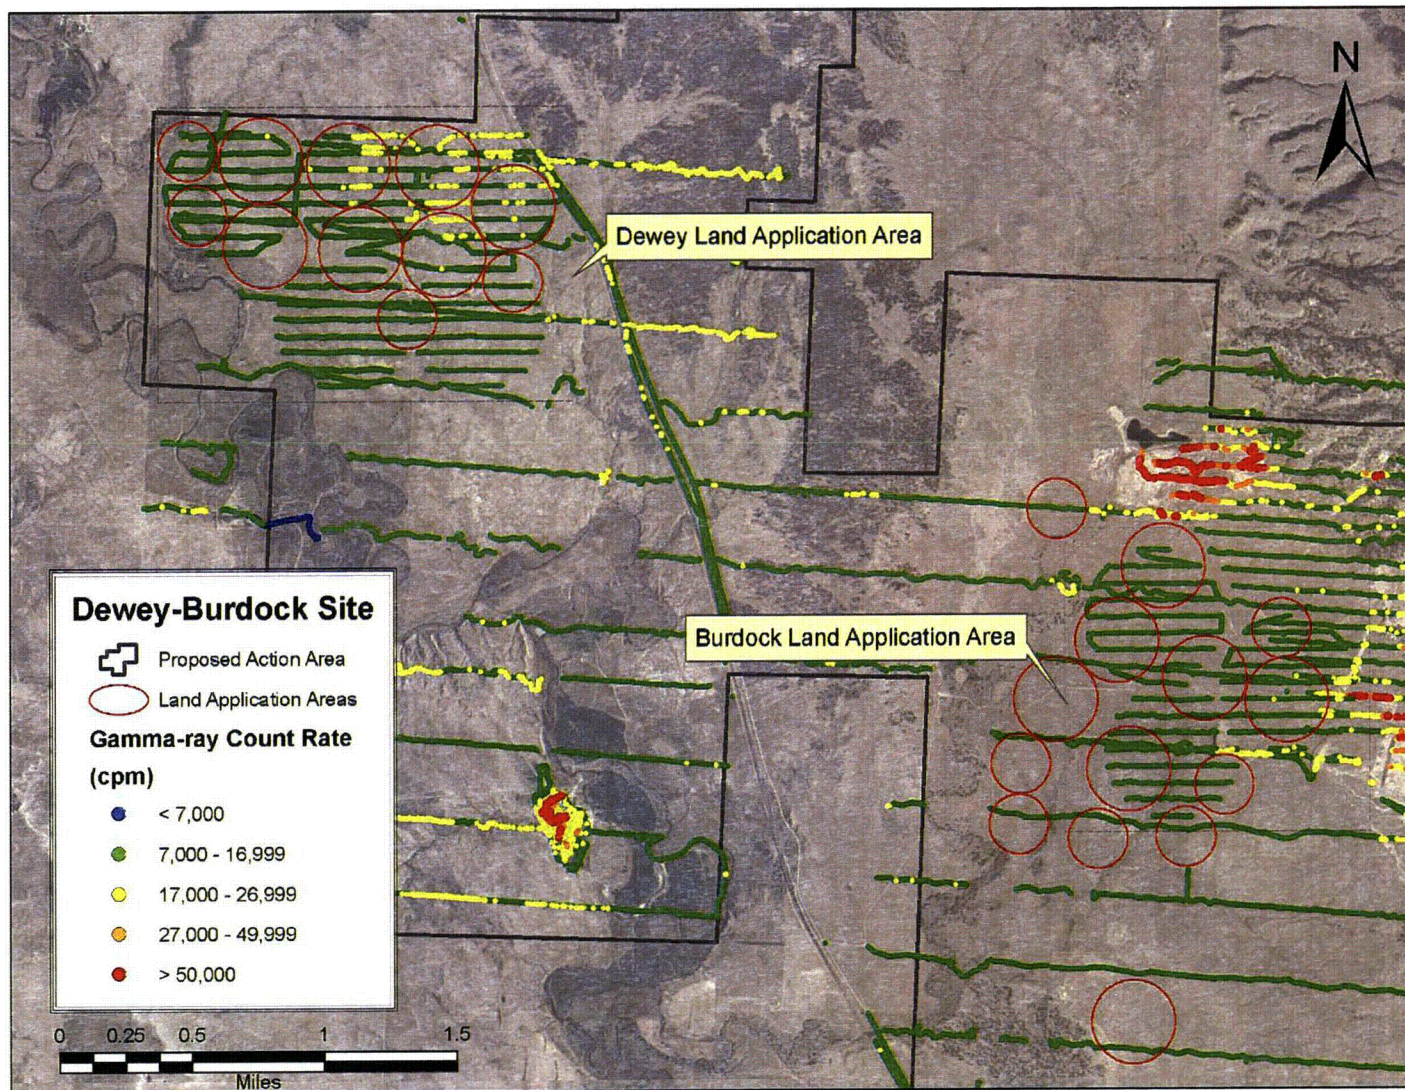 N
Dewey Land Application Area
Burdock Land Application Area
Dewey-Burdock Site
Proposed Action Area
Land Application Areas
Gamma-ray Count Rate
(cpm)
< 7,000
7,000 - 16,999
17,000 - 26,999
27,000 - 49,999
> 50,000
0 0.25 0.5 1 1.5
Miles